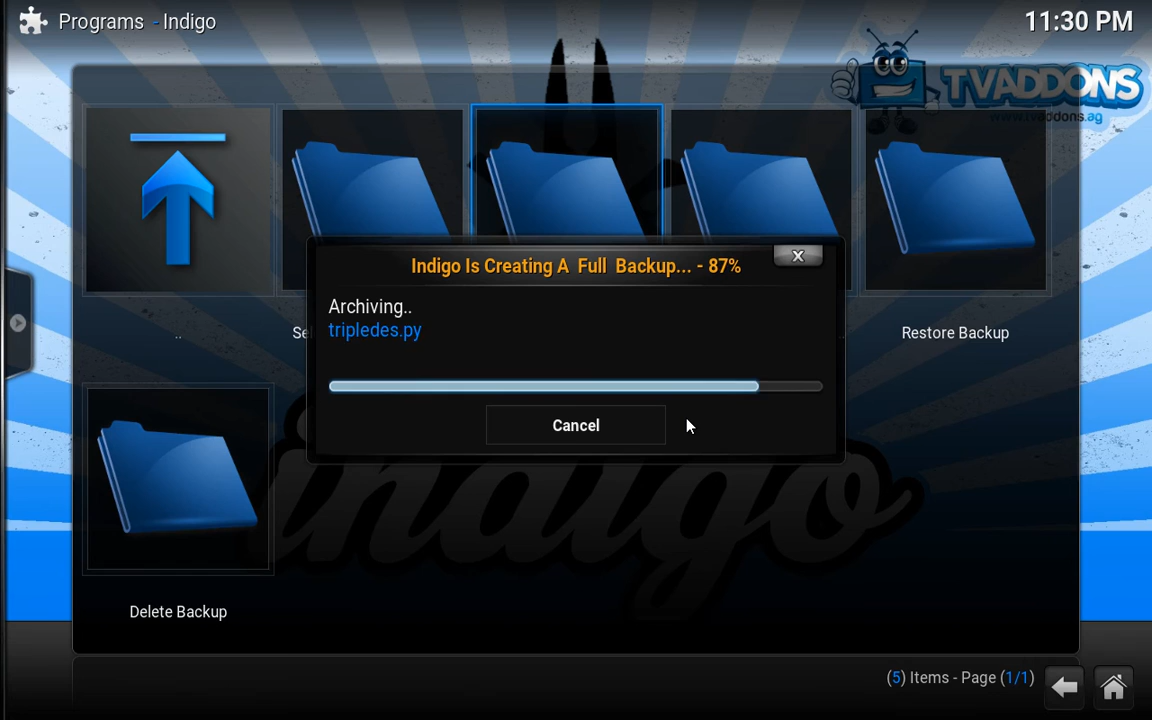 Programs - Indigo
11:30 PM
TVADDONS
www.tvaddons.ag
Indigo Is Creating A Full Backup... - 87%
X
Archiving..
tripledes.py
Cancel
..
Se
Restore Backup
indigo
Delete Backup
(5) Items - Page (1/1)